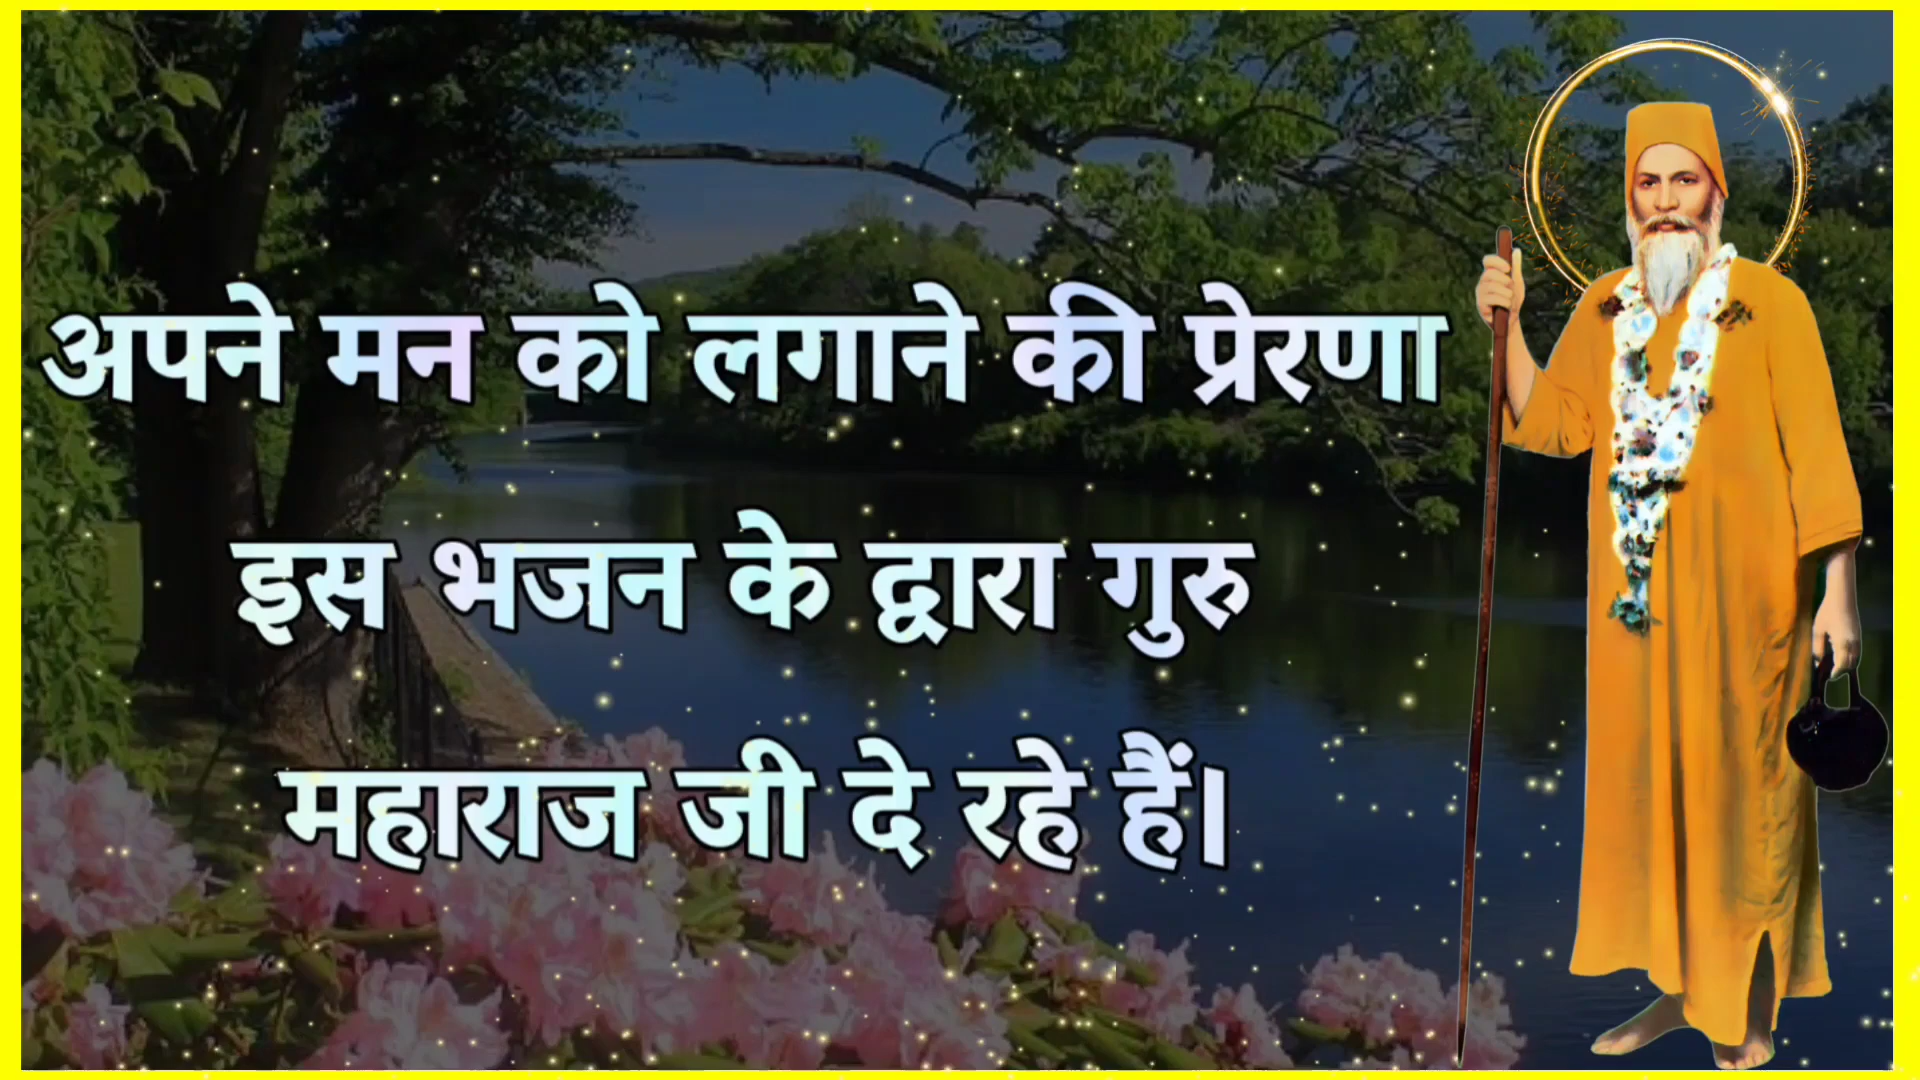 अपने मन को लगाने की प्रेरणा
इस भजन के द्वारा गुरु
महाराज जी दे रहे हैं।